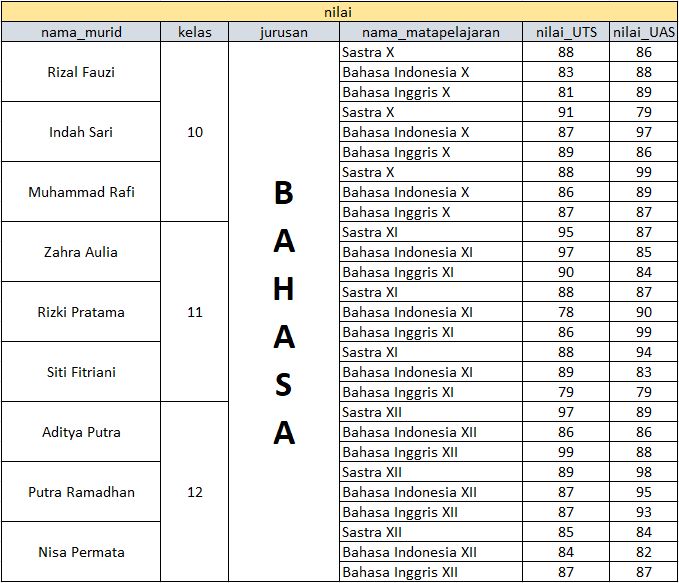 nilai
nama_murid kelas jurusan nama_matapelajaran nilai_UTS nilai_UAS
Rizal Fauzi 10 BAHASA Sastra X 88 86
Bahasa Indonesia X 83 88
Bahasa Inggris X 81 89
Indah Sari Sastra X 91 79
Bahasa Indonesia X 87 97
Bahasa Inggris X 89 86
Muhammad Rafi Sastra X 88 99
Bahasa Indonesia X 86 89
Bahasa Inggris X 87 87
Zahra Aulia 11 Sastra XI 95 87
Bahasa Indonesia XI 97 85
Bahasa Inggris XI 90 84
Rizki Pratama Sastra XI 88 87
Bahasa Indonesia XI 78 90
Bahasa Inggris XI 86 99
Siti Fitriani Sastra XI 88 94
Bahasa Indonesia XI 89 83
Bahasa Inggris XI 79 79
Aditya Putra 12 Sastra XII 97 89
Bahasa Indonesia XII 86 86
Bahasa Inggris XII 99 88
Putra Ramadhan Sastra XII 89 98
Bahasa Indonesia XII 87 95
Bahasa Inggris XII 87 93
Nisa Permata Sastra XII 85 84
Bahasa Indonesia XII 84 82
Bahasa Inggris XII 87 87